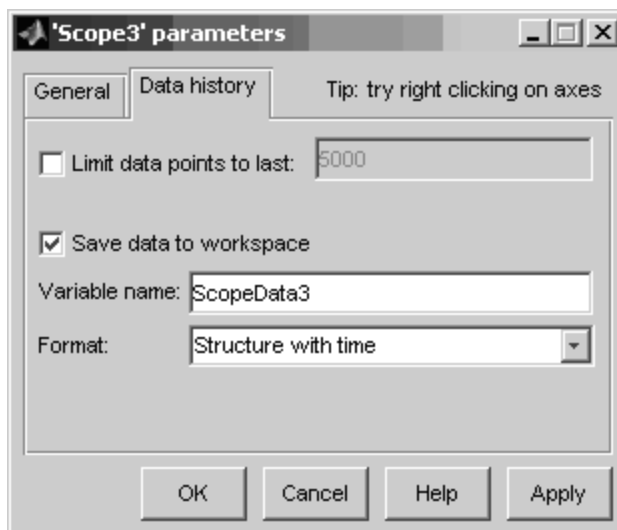 'Scope3' parameters
General Data history Tip: try right clicking on axes
Limit data points to last: 5000
Save data to workspace
Variable name: ScopeData3
Format: Structure with time
OK Cancel Help Apply